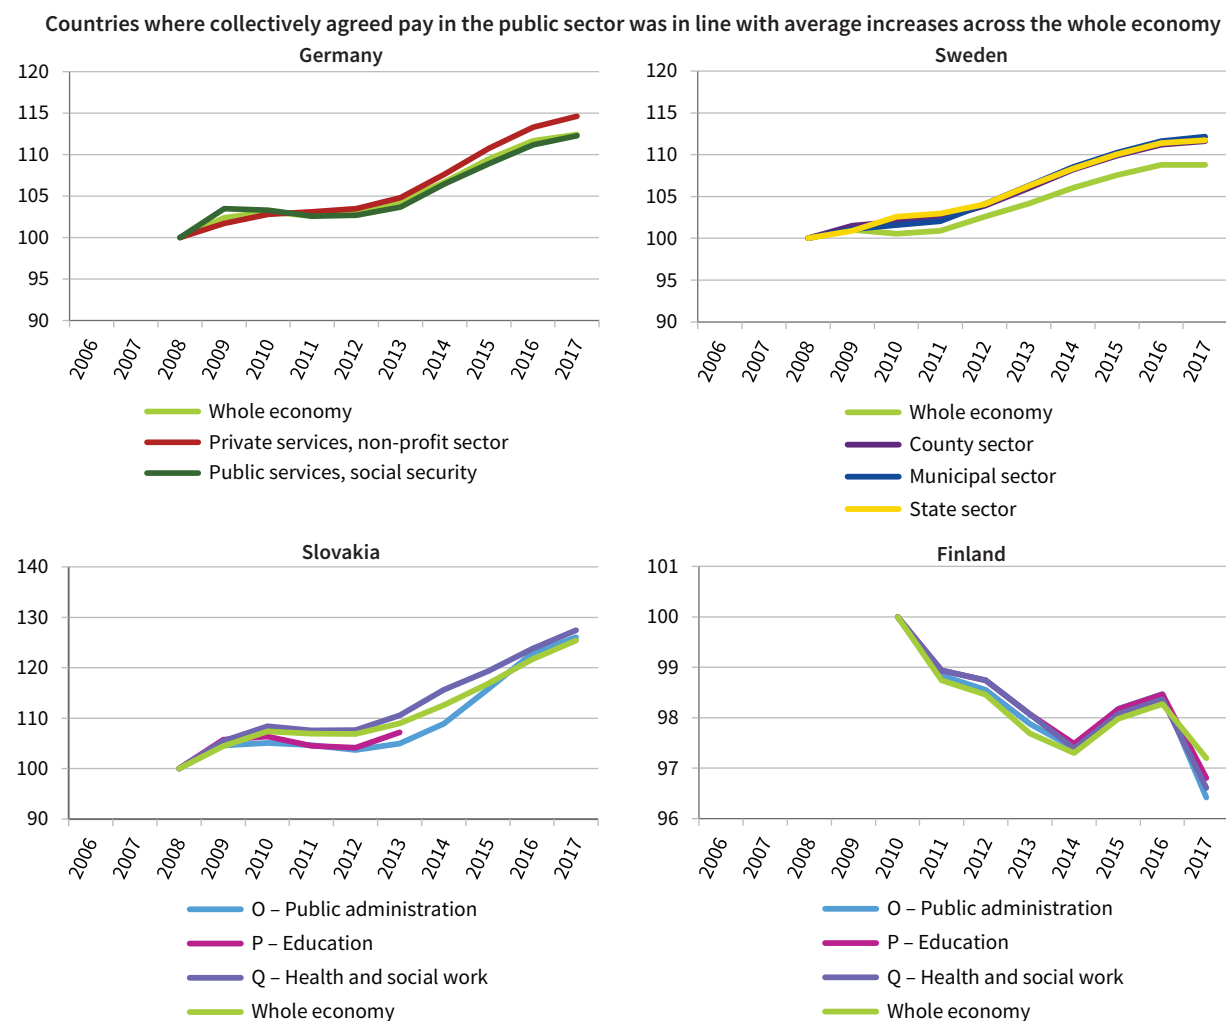 Countries where collectively agreed pay in the public sector was in line with average increases across the whole economy
Germany
120
115
110
105
100
95
90
2006 2007 2008 2009 2010 2011 2012 2013 2014 2015 2016 2017
Whole economy
Private services, non-profit sector
Public services, social security
Sweden
120
115
110
105
100
95
90
2006 2007 2008 2009 2010 2011 2012 2013 2014 2015 2016 2017
Whole economy
County sector
Municipal sector
State sector
Slovakia
140
130
120
110
100
90
2006 2007 2008 2009 2010 2011 2012 2013 2014 2015 2016 2017
O – Public administration
P – Education
Q – Health and social work
Whole economy
Finland
101
100
99
98
97
96
2006 2007 2008 2009 2010 2011 2012 2013 2014 2015 2016 2017
O – Public administration
P – Education
Q – Health and social work
Whole economy